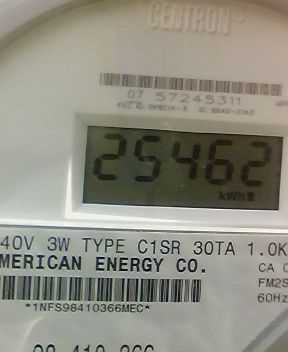 CENTRON®
07 57245311
25462
kWh
40V 3W TYPE C1SR 30TA 1.0K
MERICAN ENERGY CO.
CA 0
FM2S
60Hz
*1NFS98410366MEC*